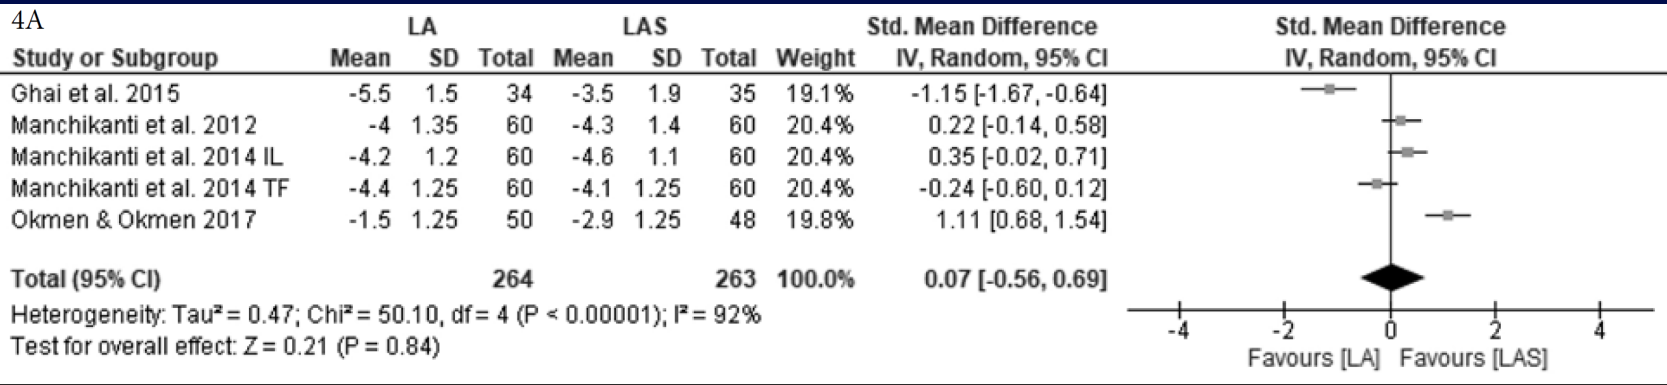 4A
LA LAS Std. Mean Difference Std. Mean Difference
Study or Subgroup Mean SD Total Mean SD Total Weight IV, Random, 95% CI IV, Random, 95% CI
Ghai et al. 2015 -5.5 1.5 34 -3.5 1.9 35 19.1% -1.15 [-1.67, -0.64]
Manchikanti et al. 2012 -4 1.35 60 -4.3 1.4 60 20.4% 0.22 [-0.14, 0.58]
Manchikanti et al. 2014 IL -4.2 1.2 60 -4.6 1.1 60 20.4% 0.35 [-0.02, 0.71]
Manchikanti et al. 2014 TF -4.4 1.25 60 -4.1 1.25 60 20.4% -0.24 [-0.60, 0.12]
Okmen & Okmen 2017 -1.5 1.25 50 -2.9 1.25 48 19.8% 1.11 [0.68, 1.54]
Total (95% CI) 264 263 100.0% 0.07 [-0.56, 0.69]
Heterogeneity: Tau² = 0.47; Chi² = 50.10, df = 4 (P < 0.00001); I² = 92%
Test for overall effect: Z = 0.21 (P = 0.84)
-4 -2 0 2 4
Favours [LA] Favours [LAS]